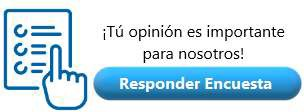 ¡Tú opinión es importante
para nosotros!
Responder Encuesta